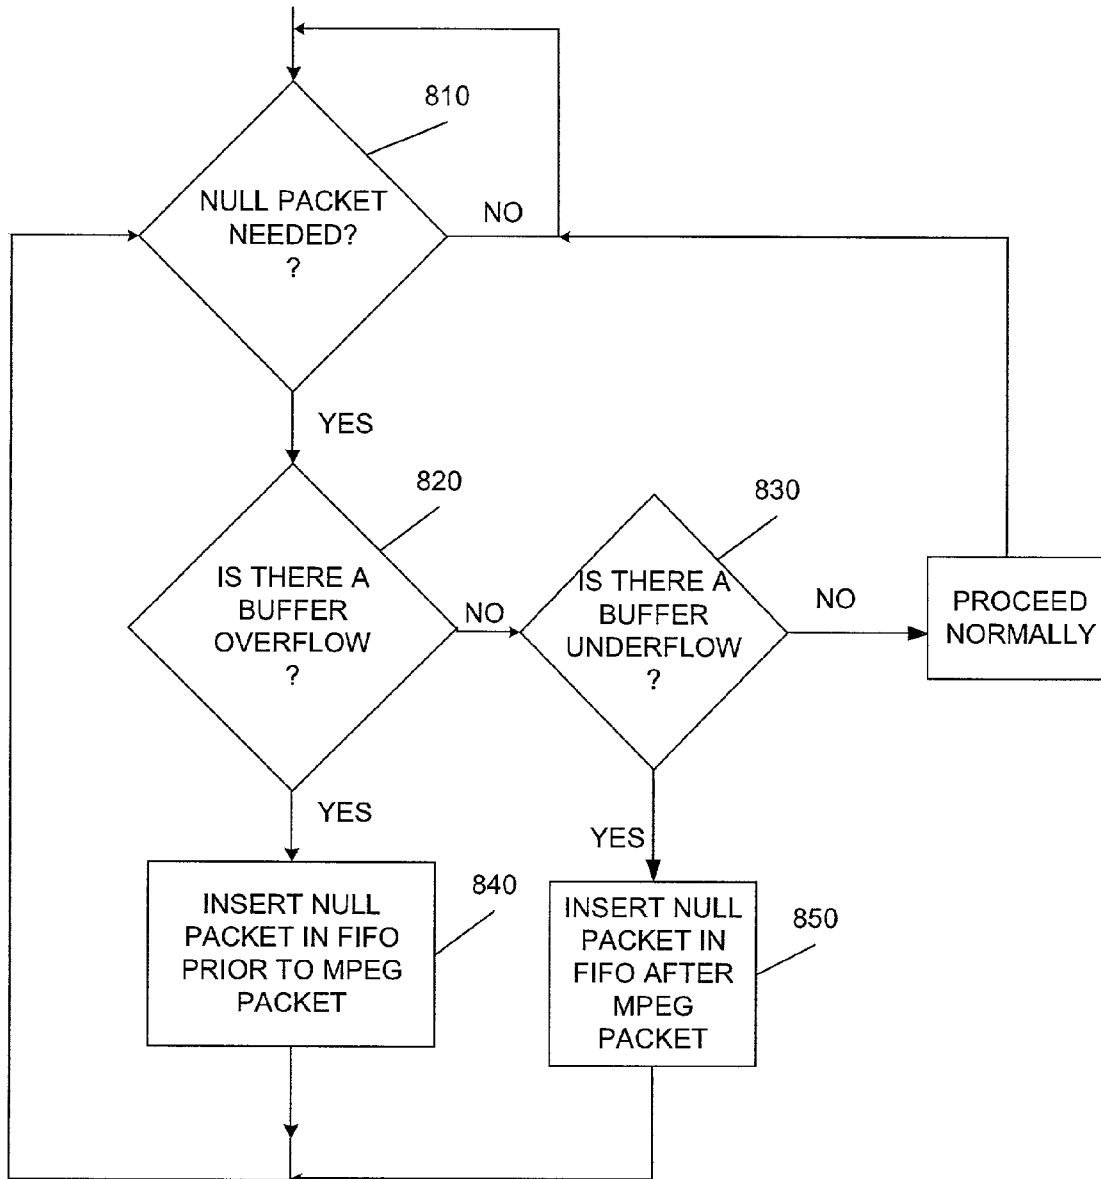 810
NULL PACKET
NEEDED?
?
NO
YES
820
IS THERE A
BUFFER
OVERFLOW
?
NO
830
IS THERE A
BUFFER
UNDERFLOW
?
NO
PROCEED
NORMALLY
YES
YES
840
INSERT NULL
PACKET IN FIFO
PRIOR TO MPEG
PACKET
850
INSERT NULL
PACKET IN
FIFO AFTER
MPEG
PACKET